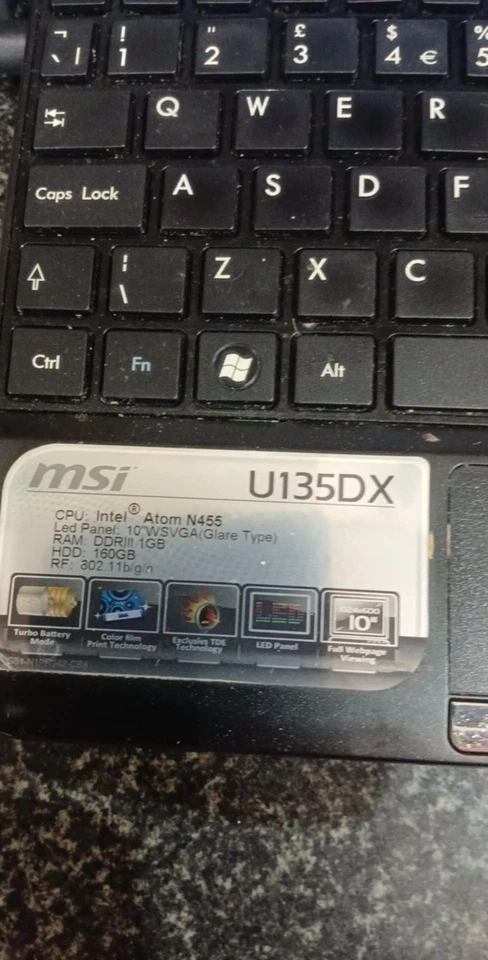 ¬ ! " £ $ %
\ | 1 2 3 4 € 5
Q W E R
Caps Lock A S D F
¦ \ Z X C
Ctrl Fn Alt
msi™ U135DX
CPU: Intel® Atom N455
Led Panel: 10"WSVGA(Glare Type)
RAM: DDRIII 1GB
HDD: 160GB
RF: 802.11b/g/n
1024x600
10"
Turbo Battery Mode
Color film Print Technology
Exclusive TDE Technology
LED Panel
Full Webpage Viewing